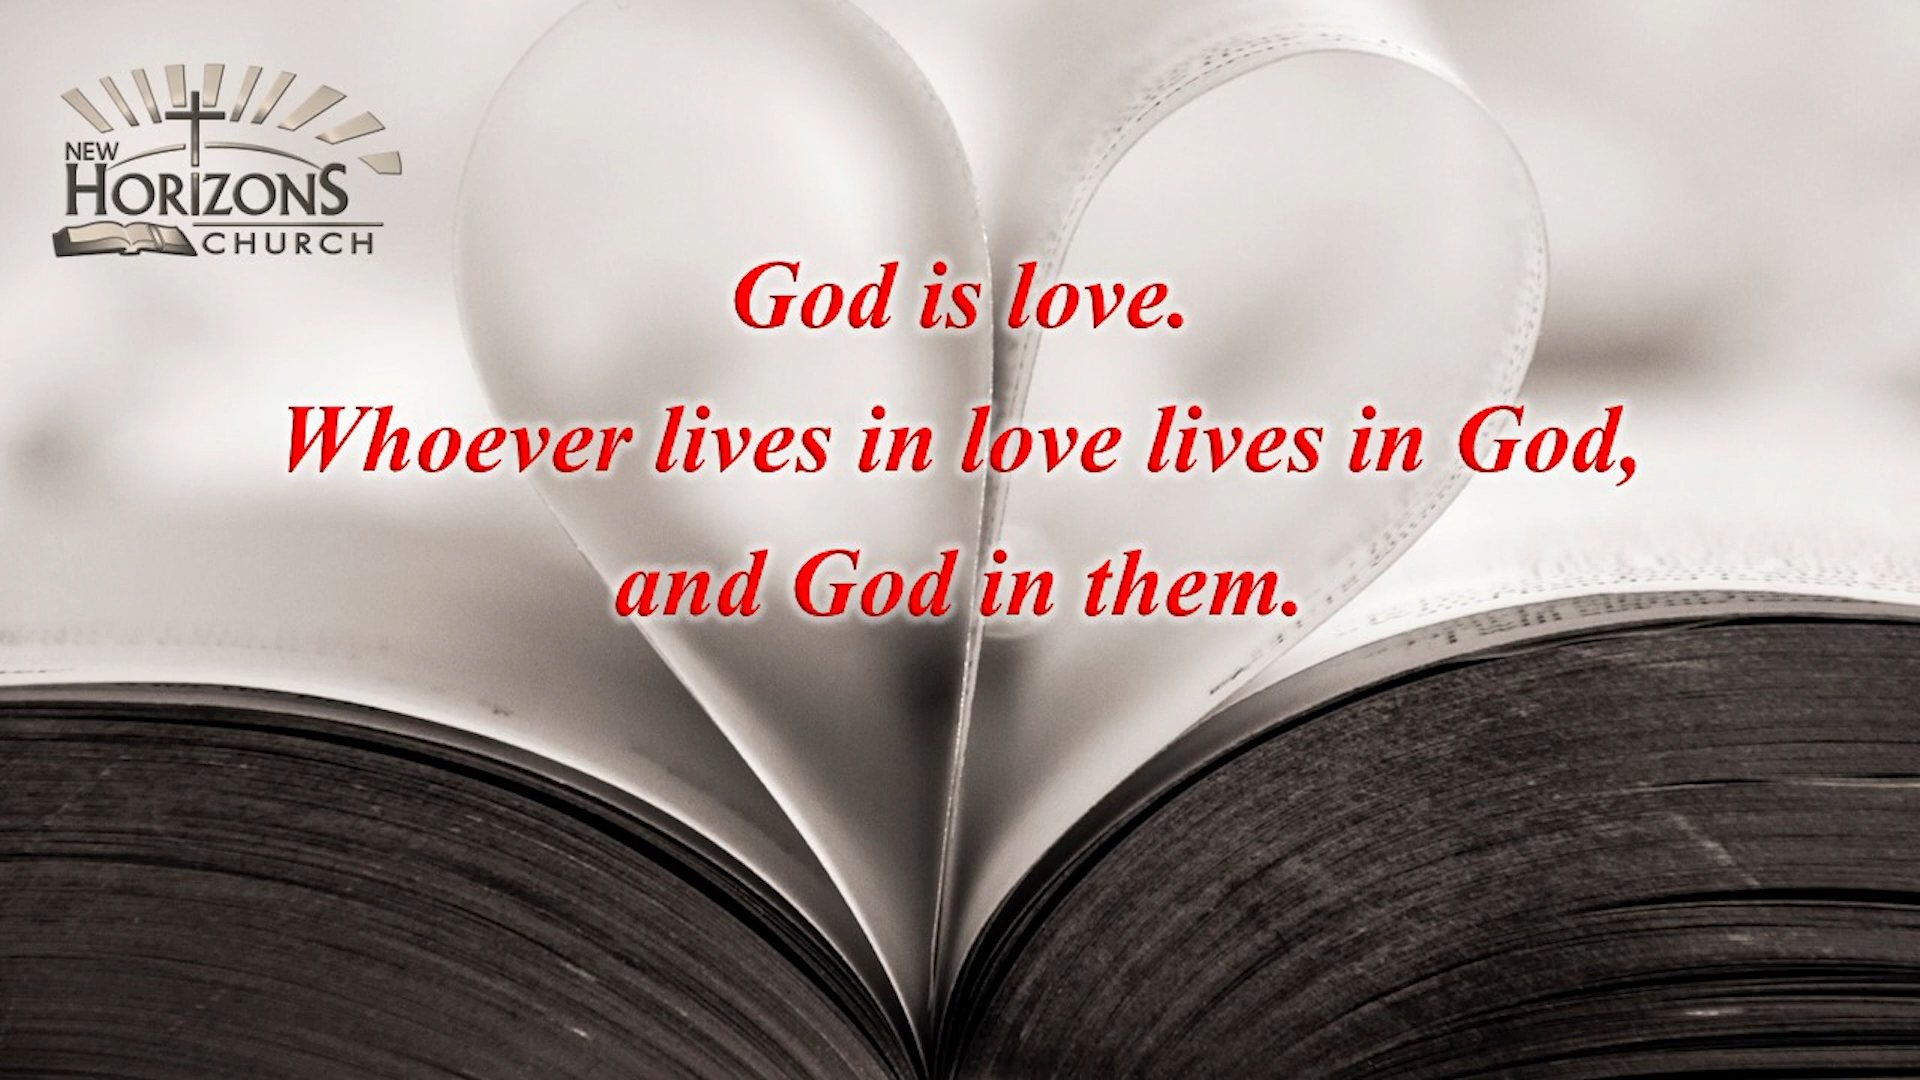 NEW
HORIZONS
CHURCH
God is love.
Whoever lives in love lives in God,
and God in them.